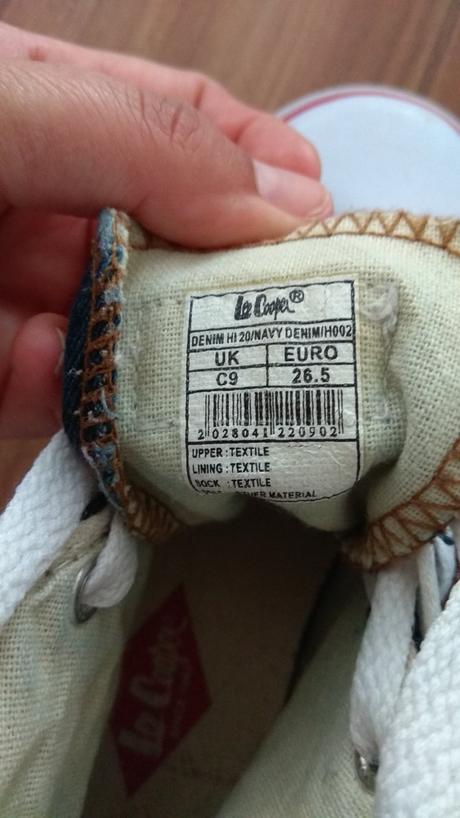 Lee Cooper®
DENIM HI 20/NAVY DENIM/H002
UK EURO
C9 26.5
2 028041 220902
UPPER : TEXTILE
LINING : TEXTILE
SOCK : TEXTILE
OTHER MATERIAL
Lee Cooper